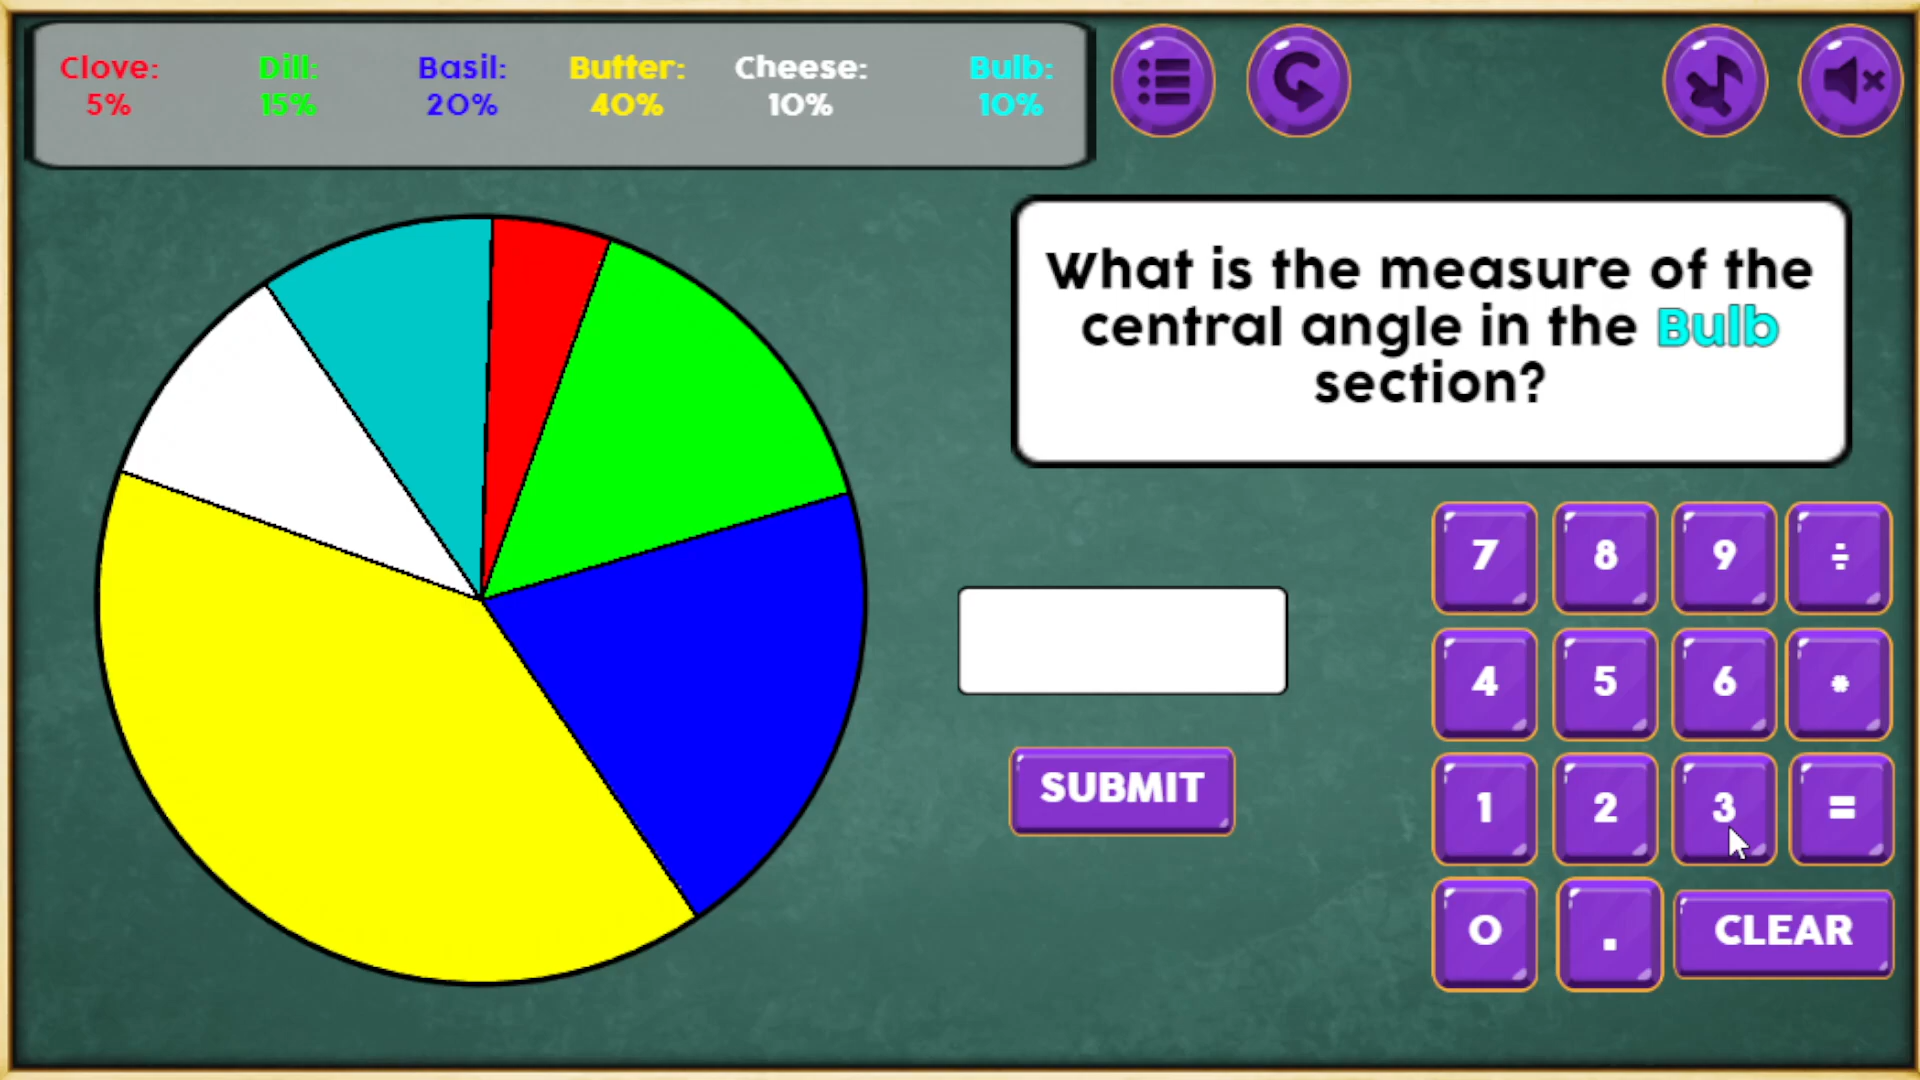 Clove: Dill: Basil: Butter: Cheese: Bulb:
5% 15% 20% 40% 10% 10%
What is the measure of the
central angle in the Bulb
section?
7 8 9 ÷
4 5 6 *
SUBMIT
1 2 3 =
0 . CLEAR